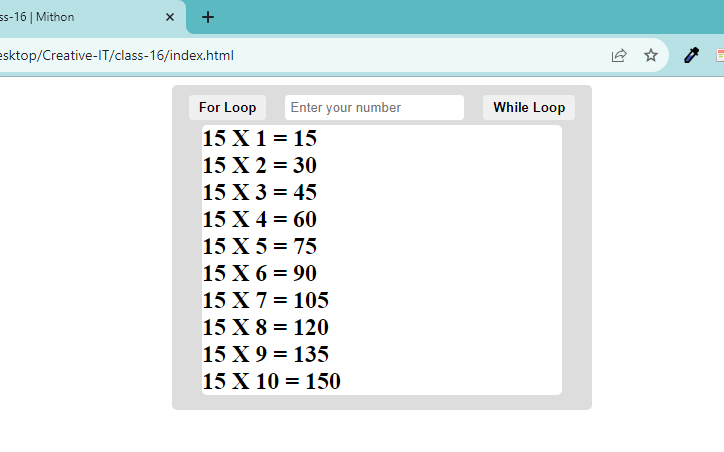 ss-16 | Mithon
esktop/Creative-IT/class-16/index.html
For Loop Enter your number While Loop
15 X 1 = 15
15 X 2 = 30
15 X 3 = 45
15 X 4 = 60
15 X 5 = 75
15 X 6 = 90
15 X 7 = 105
15 X 8 = 120
15 X 9 = 135
15 X 10 = 150